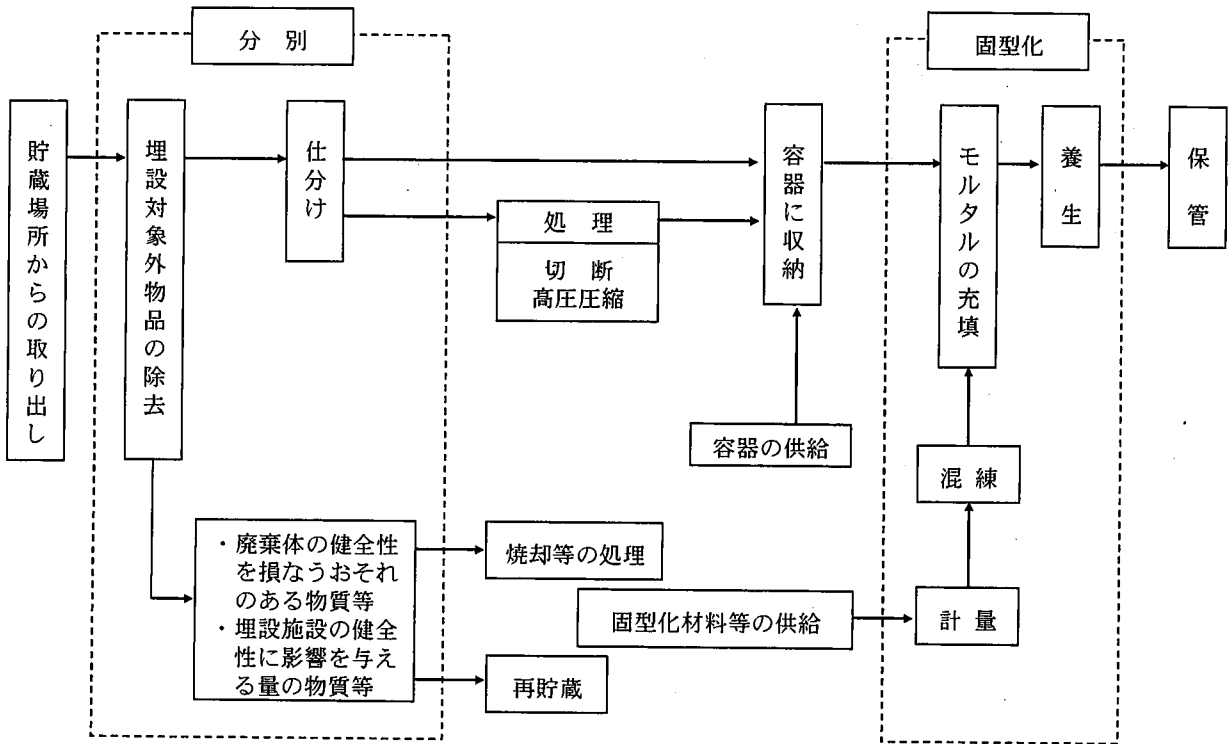 分 別
固型化
貯蔵場所からの取り出し
埋設対象外物品の除去
仕分け
処 理
切 断
高圧圧縮
容器に収納
モルタルの充填
養 生
保 管
容器の供給
混 練
・廃棄体の健全性
を損なうおそれ
のある物質等
・埋設施設の健全
性に影響を与え
る量の物質等
焼却等の処理
固型化材料等の供給
計 量
再貯蔵